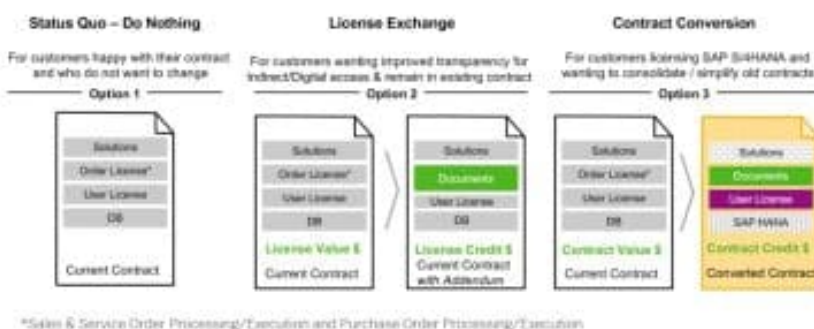 Status Quo – Do Nothing
For customers happy with their contract
and who do not want to change
Option 1
Solutions
Order License*
User License
DB
Current Contract
License Exchange
For customers wanting improved transparency for
Indirect/Digital access & remain in existing contract
Option 2
Solutions
Order License*
User License
DB
License Value $
Current Contract
Solutions
Documents
User License
DB
License Credit $
Current Contract
with Addendum
Contract Conversion
For customers licensing SAP S/4HANA and
wanting to consolidate / simplify old contracts
Option 3
Solutions
Order License*
User License
DB
Contract Value $
Current Contract
Solutions
Documents
User License
SAP HANA
Contract Credit $
Converted Contract
*Sales & Service Order Processing/Execution and Purchase Order Processing/Execution